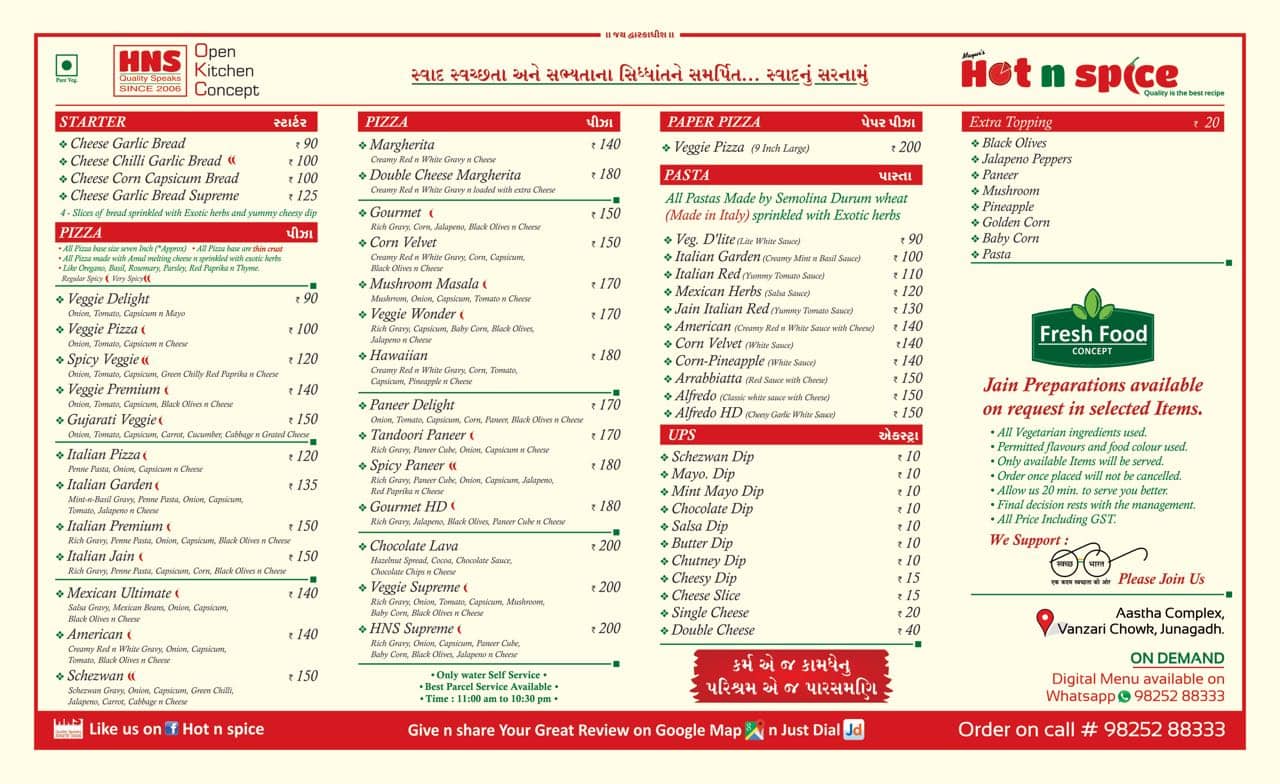 ॥ જય દ્વારકાધીશ ॥
Pure Veg.
HNS
Quality Speaks
SINCE 2006
Open
Kitchen
Concept
સ્વાદ સ્વચ્છતા અને સભ્યતાના સિધ્ધાંતને સમર્પિત... સ્વાદનું સરનામું
Mayur's
Hot n spice
Quality is the best recipe
STARTER સ્ટાર્ટર
Cheese Garlic Bread ₹ 90
Cheese Chilli Garlic Bread ₹ 100
Cheese Corn Capsicum Bread ₹ 100
Cheese Garlic Bread Supreme ₹ 125
4 - Slices of bread sprinkled with Exotic herbs and yummy cheesy dip
PIZZA પીઝા
• All Pizza base size seven Inch (*Approx) • All Pizza base are thin crust
• All Pizza made with Amul melting cheese n sprinkled with exotic herbs
• Like Oregano, Basil, Rosemary, Parsley, Red Paprika n Thyme.
Regular Spicy Very Spicy
Veggie Delight ₹ 90
Onion, Tomato, Capsicum n Mayo
Veggie Pizza ₹ 100
Onion, Tomato, Capsicum n Cheese
Spicy Veggie ₹ 120
Onion, Tomato, Capsicum, Green Chilly Red Paprika n Cheese
Veggie Premium ₹ 140
Onion, Tomato, Capsicum, Black Olives n Cheese
Gujarati Veggie ₹ 150
Onion, Tomato, Capsicum, Carrot, Cucumber, Cabbage n Grated Cheese
Italian Pizza ₹ 120
Penne Pasta, Onion, Capsicum n Cheese
Italian Garden ₹ 135
Mint-n-Basil Gravy, Penne Pasta, Onion, Capsicum,
Tomato, Jalapeno n Cheese
Italian Premium ₹ 150
Rich Gravy, Penne Pasta, Onion, Capsicum, Black Olives n Cheese
Italian Jain ₹ 150
Rich Gravy, Penne Pasta, Capsicum, Corn, Black Olives n Cheese
Mexican Ultimate ₹ 140
Salsa Gravy, Mexican Beans, Onion, Capsicum,
Black Olives n Cheese
American ₹ 140
Creamy Red n White Gravy, Onion, Capsicum,
Tomato, Black Olives n Cheese
Schezwan ₹ 150
Schezwan Gravy, Onion, Capsicum, Green Chilli,
Jalapeno, Carrot, Cabbage n Cheese
PIZZA પીઝા
Margherita ₹ 140
Creamy Red n White Gravy n Cheese
Double Cheese Margherita ₹ 180
Creamy Red n White Gravy n loaded with extra Cheese
Gourmet ₹ 150
Rich Gravy, Corn, Jalapeno, Black Olives n Cheese
Corn Velvet ₹ 150
Creamy Red n White Gravy, Corn, Capsicum,
Black Olives n Cheese
Mushroom Masala ₹ 170
Mushrrom, Onion, Capsicum, Tomato n Cheese
Veggie Wonder ₹ 170
Rich Gravy, Capsicum, Baby Corn, Black Olives,
Jalapeno n Cheese
Hawaiian ₹ 180
Creamy Red n White Gravy, Corn, Tomato,
Capsicum, Pineapple n Cheese
Paneer Delight ₹ 170
Onion, Tomato, Capsicum, Corn, Paneer, Black Olives n Cheese
Tandoori Paneer ₹ 170
Rich Gravy, Paneer Cube, Onion, Capsicum n Cheese
Spicy Paneer ₹ 180
Rich Gravy, Paneer Cube, Onion, Capsicum, Jalapeno,
Red Paprika n Cheese
Gourmet HD ₹ 180
Rich Gravy, Jalapeno, Black Olives, Paneer Cube n Cheese
Chocolate Lava ₹ 200
Hazelnut Spread, Cocoa, Chocolate Sauce,
Chocolate Chips n Cheese
Veggie Supreme ₹ 200
Rich Gravy, Onion, Tomato, Capsicum, Mushroom,
Baby Corn, Black Olives n Cheese
HNS Supreme ₹ 200
Rich Gravy, Onion, Capsicum, Paneer Cube,
Baby Corn, Black Olives, Jalapeno n Cheese
• Only water Self Service •
• Best Parcel Service Available •
• Time : 11:00 am to 10:30 pm •
PAPER PIZZA પેપર પીઝા
Veggie Pizza (9 Inch Large) ₹ 200
PASTA પાસ્તા
All Pastas Made by Semolina Durum wheat
(Made in Italy) sprinkled with Exotic herbs
Veg. D'lite (Lite White Sauce) ₹ 90
Italian Garden (Creamy Mint n Basil Sauce) ₹ 100
Italian Red (Yummy Tomato Sauce) ₹ 110
Mexican Herbs (Salsa Sauce) ₹ 120
Jain Italian Red (Yummy Tomato Sauce) ₹ 130
American (Creamy Red n White Sauce with Cheese) ₹ 140
Corn Velvet (White Sauce) ₹140
Corn-Pineapple (White Sauce) ₹ 140
Arrabbiatta (Red Sauce with Cheese) ₹ 150
Alfredo (Classic white Sauce with Cheese) ₹ 150
Alfredo HD (Cheey Garlic White Sauce) ₹ 150
UPS એકસ્ટ્રા
Schezwan Dip ₹ 10
Mayo. Dip ₹ 10
Mint Mayo Dip ₹ 10
Chocolate Dip ₹ 10
Salsa Dip ₹ 10
Butter Dip ₹ 10
Chutney Dip ₹ 10
Cheesy Dip ₹ 15
Cheese Slice ₹ 15
Single Cheese ₹ 20
Double Cheese ₹ 40
કર્મ એ જ કામધેનુ
પરિશ્રમ એ જ પારસમણિ
Extra Topping ₹ 20
Black Olives
Jalapeno Peppers
Paneer
Mushroom
Pineapple
Golden Corn
Baby Corn
Pasta
Fresh Food
CONCEPT
Jain Preparations available
on request in selected Items.
• All Vegetarian ingredients used.
• Permitted flavours and food colour used.
• Only available Items will be served.
• Order once placed will not be cancelled.
• Allow us 20 min. to serve you better.
• Final decision rests with the management.
• All Price Including GST.
We Support :
स्वच्छ भारत
एक कदम स्वच्छता की ओर
Please Join Us
Aastha Complex,
Vanzari Chowk, Junagadh.
ON DEMAND
Digital Menu available on
Whatsapp 98252 88333
Like us on f Hot n spice
Give n share Your Great Review on Google Map n Just Dial Jd
Order on call # 98252 88333